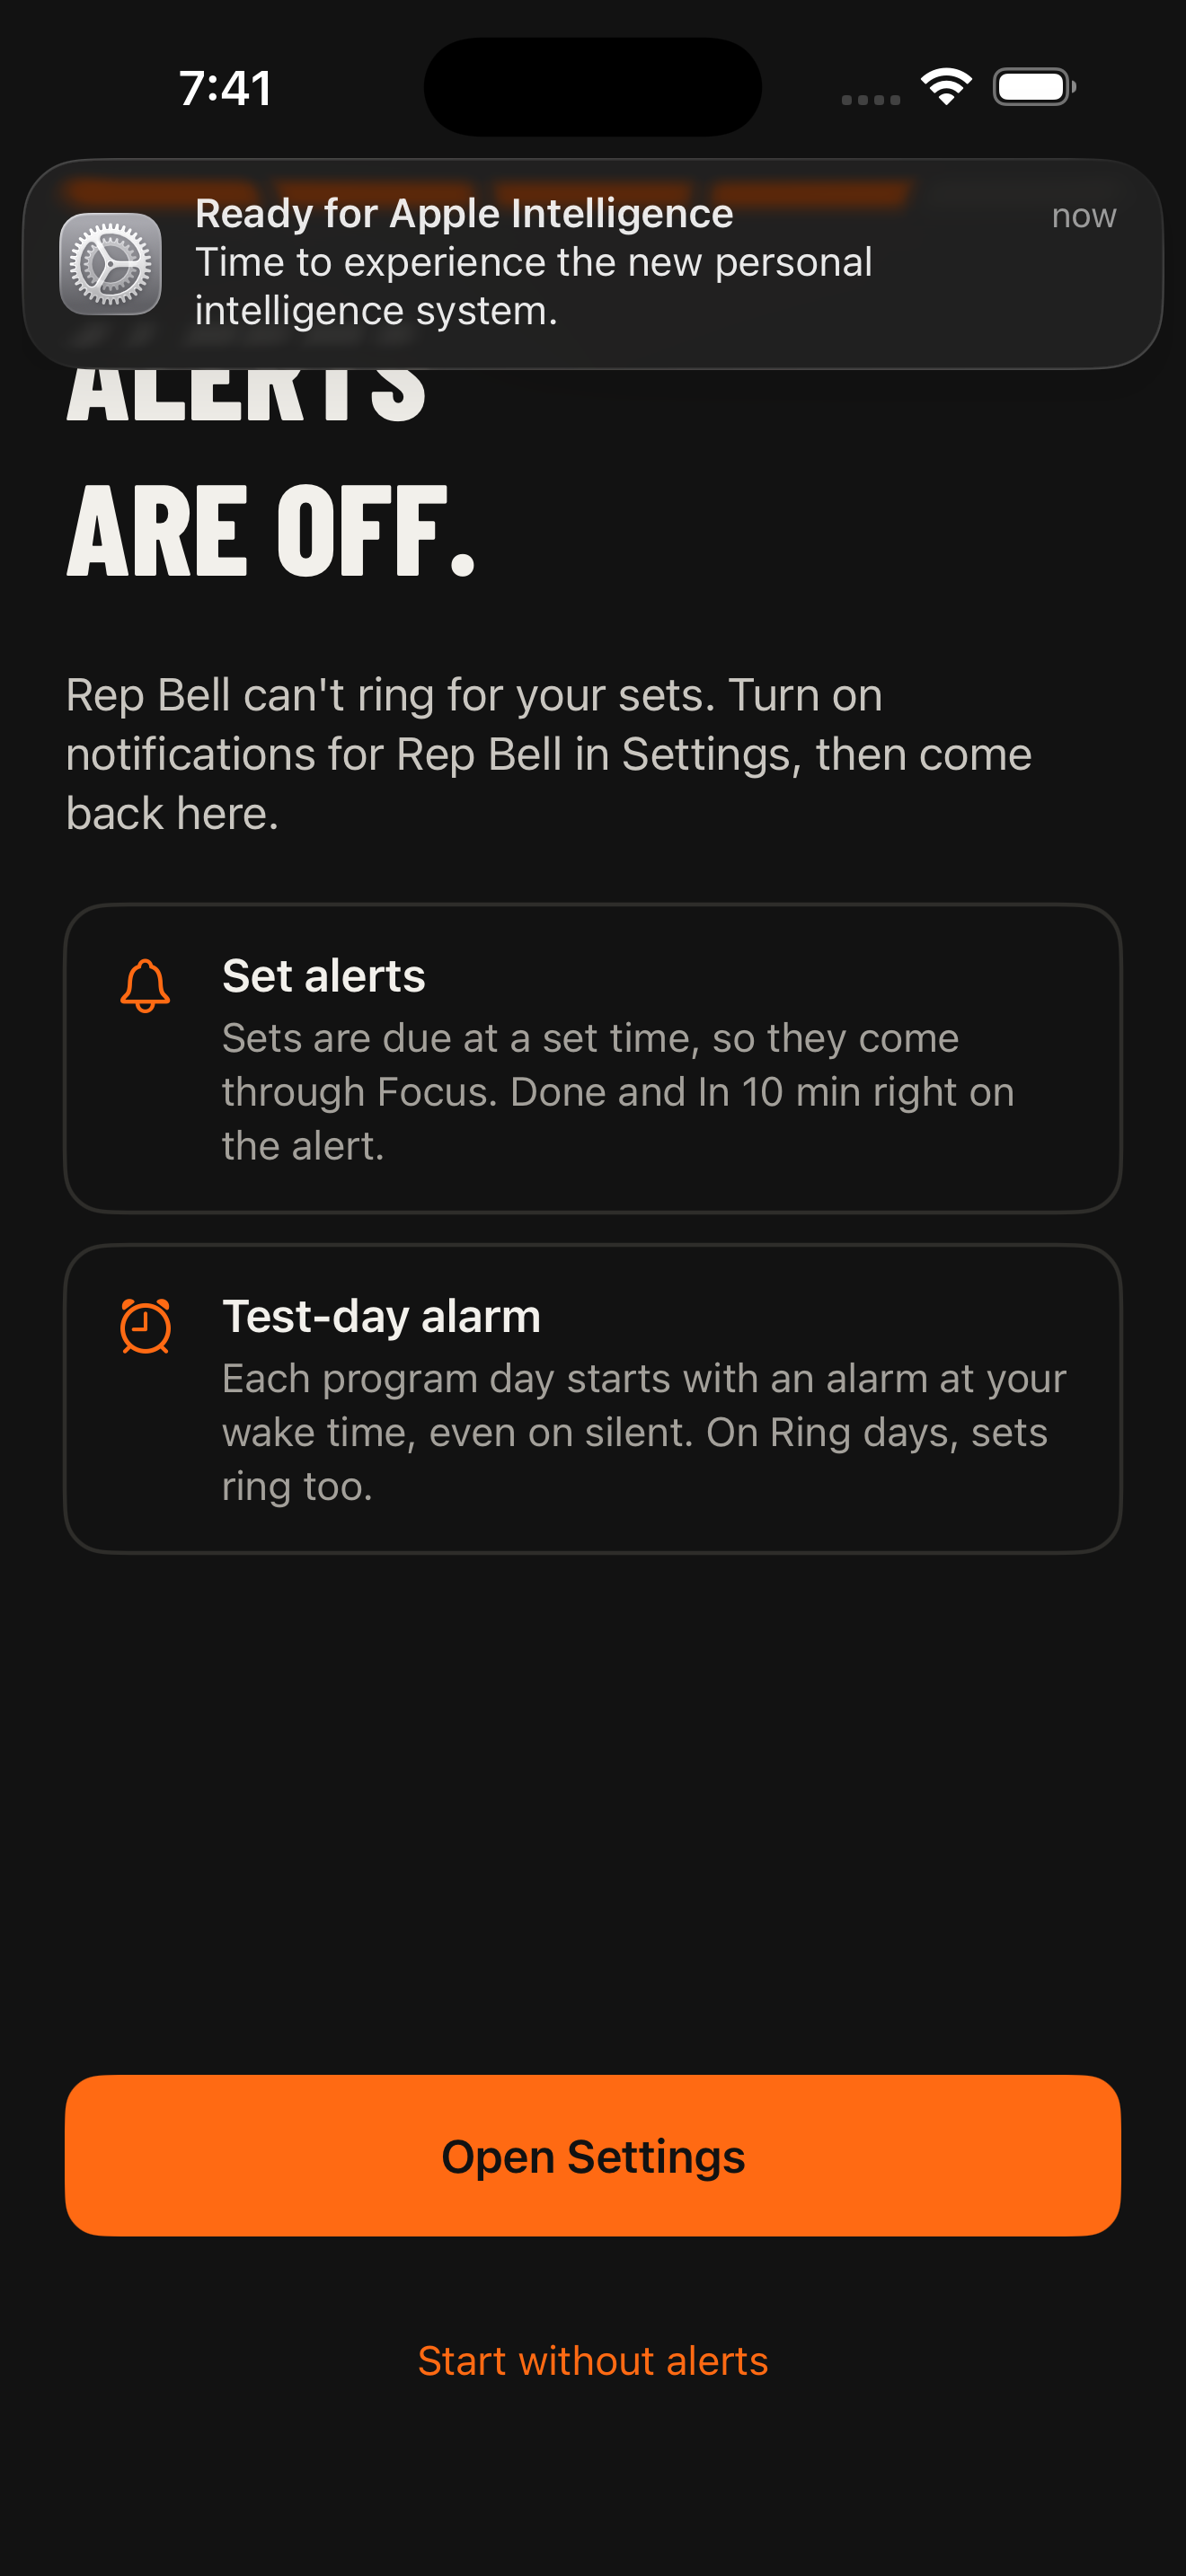 7:41
Ready for Apple Intelligence
now
Time to experience the new personal
intelligence system.
ALERTS
ARE OFF.
Rep Bell can't ring for your sets. Turn on
notifications for Rep Bell in Settings, then come
back here.
Set alerts
Sets are due at a set time, so they come
through Focus. Done and In 10 min right on
the alert.
Test-day alarm
Each program day starts with an alarm at your
wake time, even on silent. On Ring days, sets
ring too.
Open Settings
Start without alerts